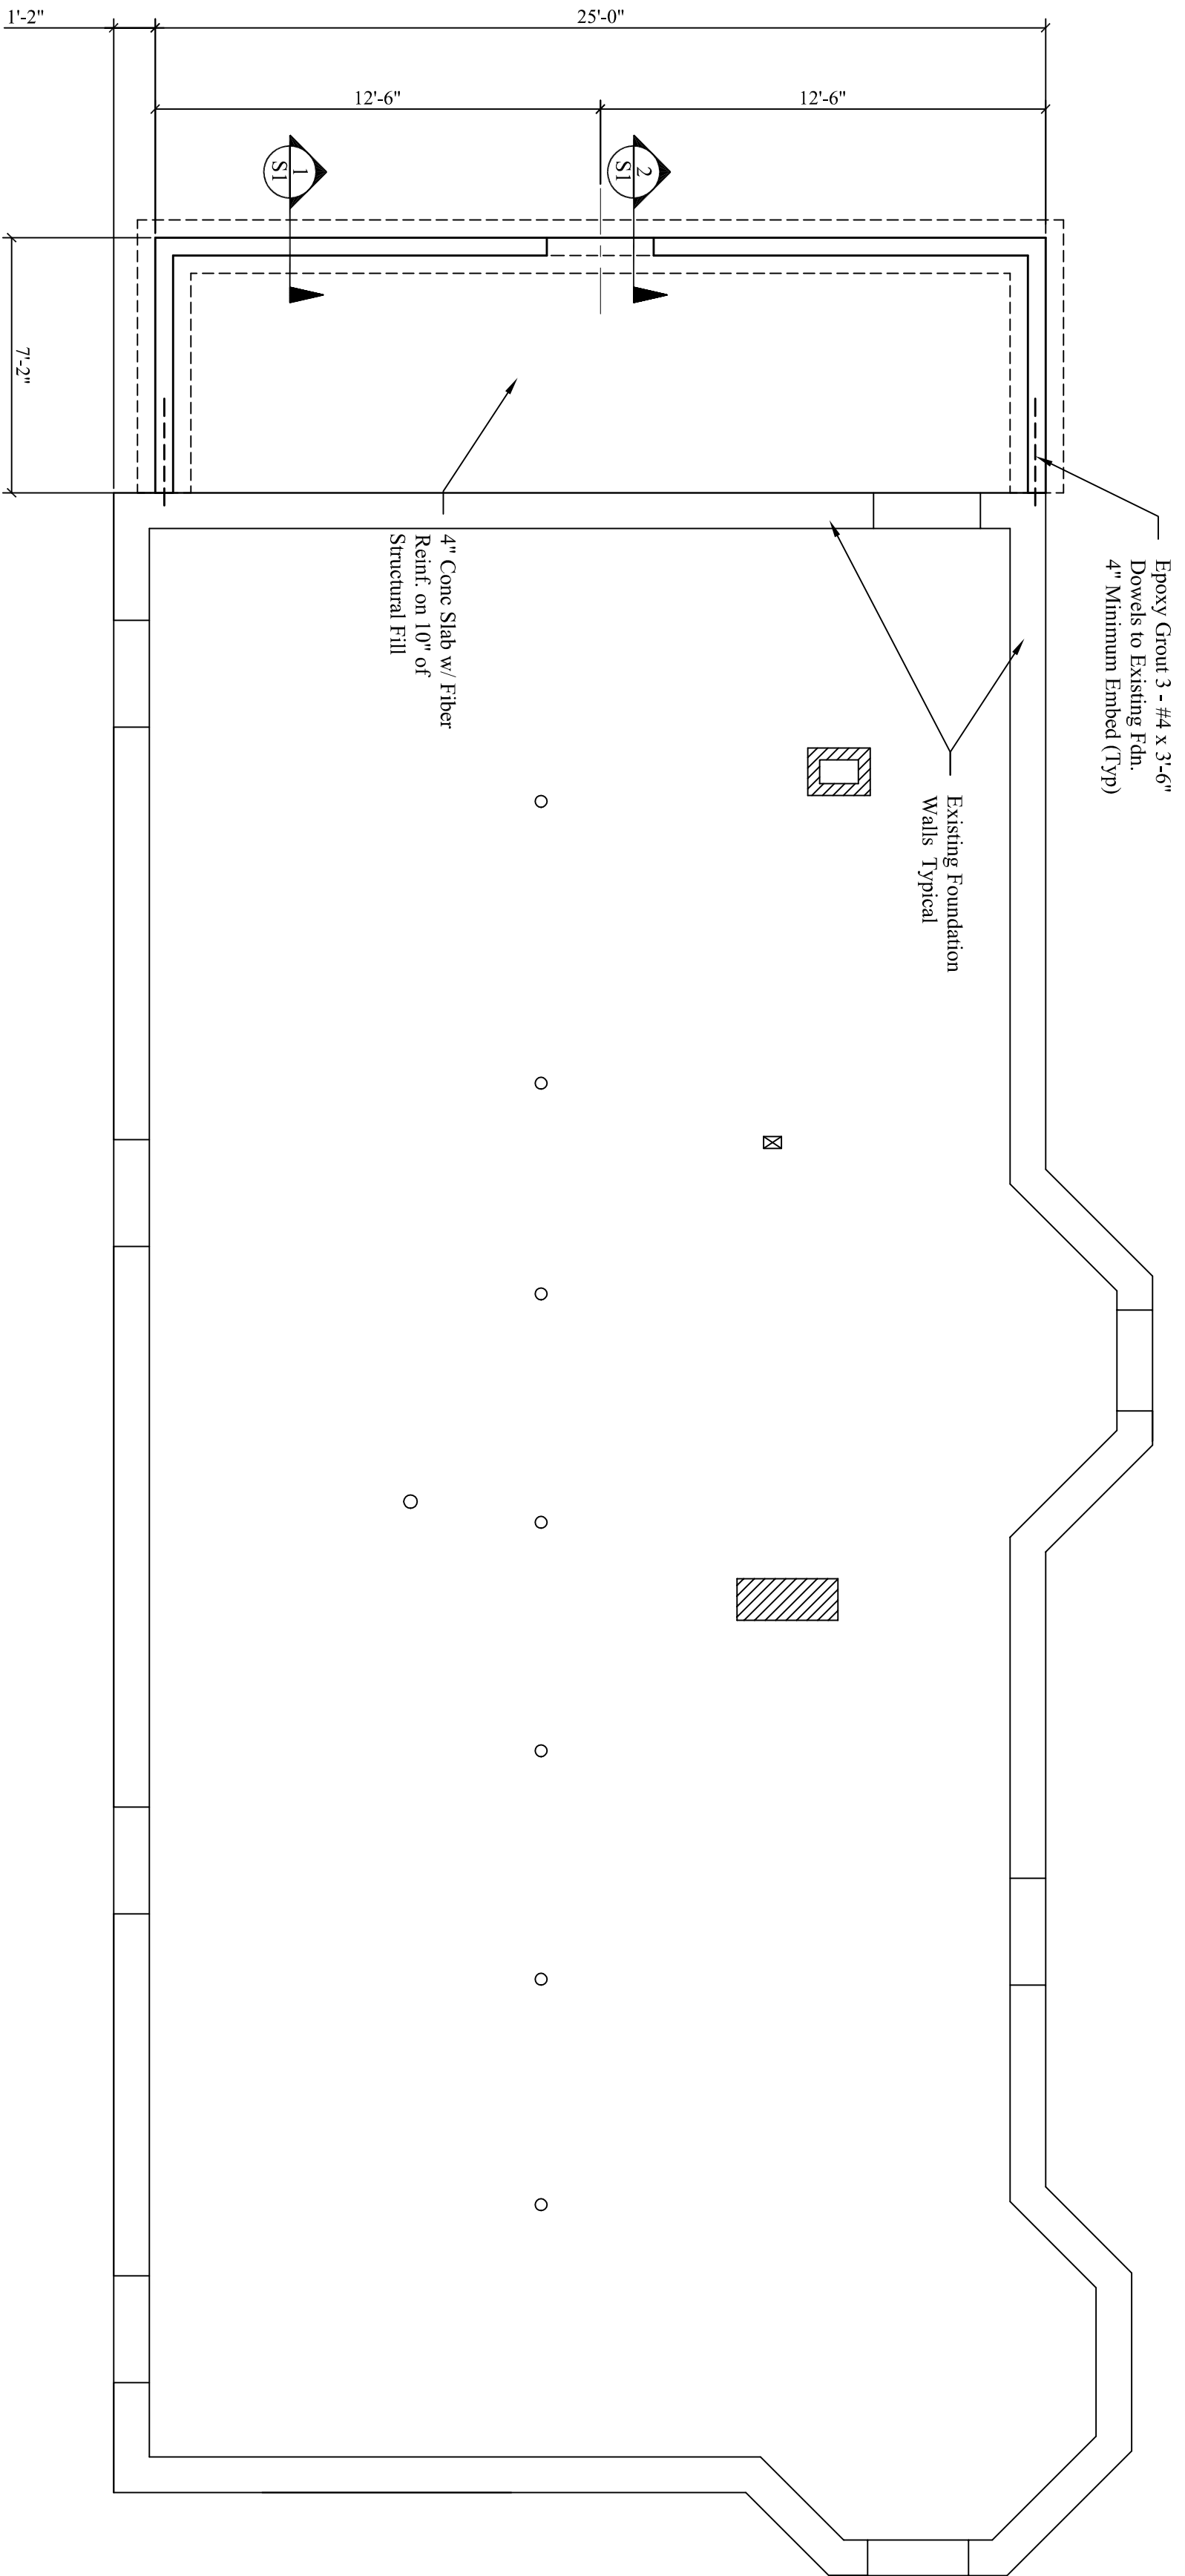 1'-2"
25'-0"
12'-6"
12'-6"
1
S1
2
S1
7'-2"
Epoxy Grout 3 - #4 x 3'-6"
Dowels to Existing Fdn.
4" Minimum Embed (Typ)
4" Conc Slab w/ Fiber
Reinf. on 10" of
Structural Fill
Existing Foundation
Walls Typical